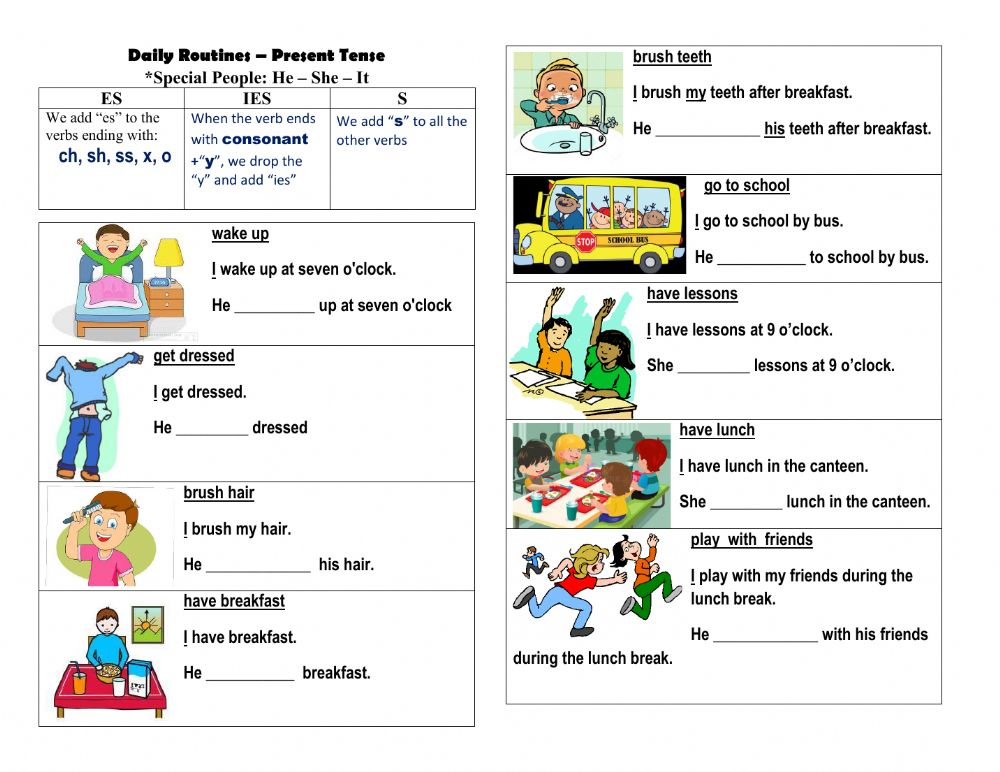 Daily Routines – Present Tense
*Special People: He – She – It
ES
IES
S
We add “es” to the
verbs ending with:
ch, sh, ss, x, o
When the verb ends
with consonant
+“y”, we drop the
“y” and add “ies”
We add “s” to all the
other verbs
wake up
I wake up at seven o'clock.
He __________ up at seven o'clock
get dressed
I get dressed.
He _________ dressed
brush hair
I brush my hair.
He _____________ his hair.
have breakfast
I have breakfast.
He ___________ breakfast.
brush teeth
I brush my teeth after breakfast.
He _____________ his teeth after breakfast.
go to school
I go to school by bus.
He ___________ to school by bus.
STOP
SCHOOL BUS
have lessons
I have lessons at 9 o’clock.
She _________ lessons at 9 o’clock.
have lunch
I have lunch in the canteen.
She _________ lunch in the canteen.
play with friends
I play with my friends during the
lunch break.
He _____________ with his friends
during the lunch break.